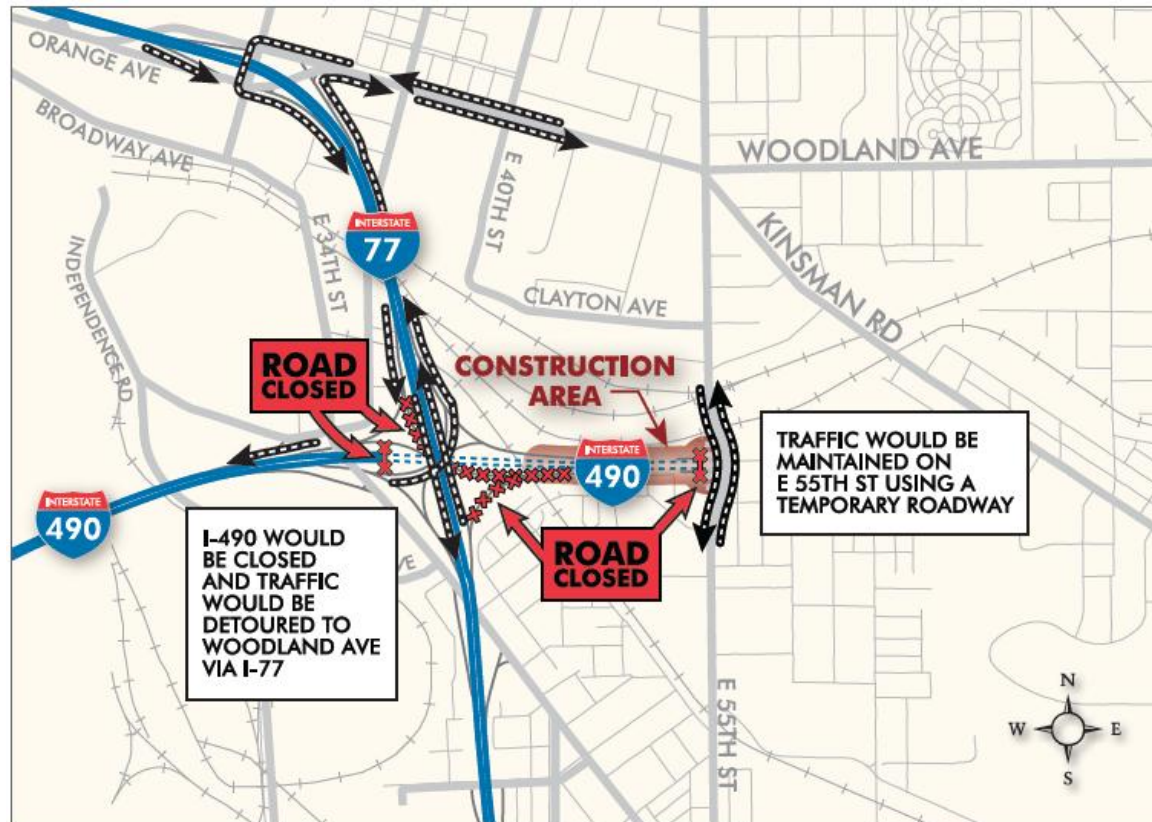 ORANGE AVE
BROADWAY AVE
WOODLAND AVE
E 40TH ST
INTERSTATE
77
E 34TH ST
INDEPENDENCE RD
KINSMAN RD
CLAYTON AVE
ROAD
CLOSED
CONSTRUCTION
AREA
INTERSTATE
490
TRAFFIC WOULD BE
MAINTAINED ON
E 55TH ST USING A
TEMPORARY ROADWAY
INTERSTATE
490
I-490 WOULD
BE CLOSED
AND TRAFFIC
WOULD BE
DETOURED TO
WOODLAND AVE
VIA I-77
ROAD
CLOSED
E 55TH ST
N
W
E
S